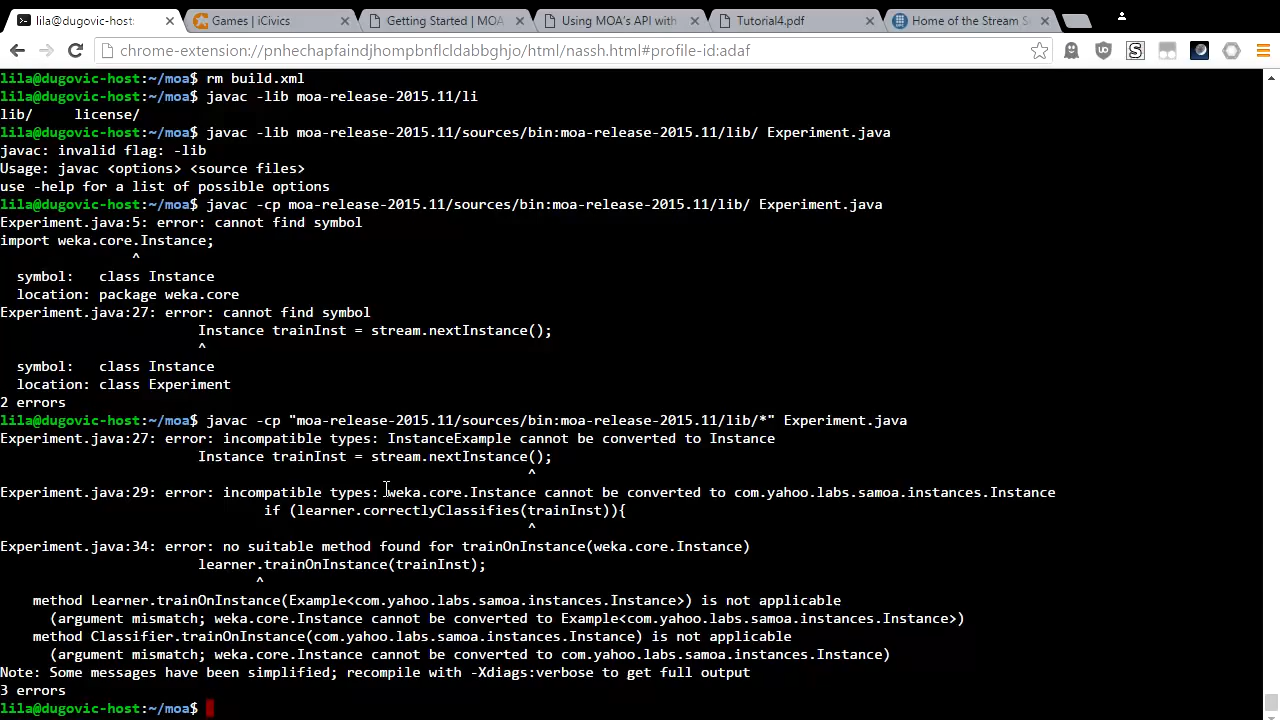 lila@dugovic-host:~/moa
Games | iCivics
Getting Started | MOA
Using MOA's API with
Tutorial4.pdf
Home of the Stream S
chrome-extension://pnhechapfaindjhompbnflcldabbghjo/html/nassh.html#profile-id:adaf
lila@dugovic-host:~/moa$ rm build.xml
lila@dugovic-host:~/moa$ javac -lib moa-release-2015.11/li
lib/     license/
lila@dugovic-host:~/moa$ javac -lib moa-release-2015.11/sources/bin:moa-release-2015.11/lib/ Experiment.java
javac: invalid flag: -lib
Usage: javac <options> <source files>
use -help for a list of possible options
lila@dugovic-host:~/moa$ javac -cp moa-release-2015.11/sources/bin:moa-release-2015.11/lib/ Experiment.java
Experiment.java:5: error: cannot find symbol
import weka.core.Instance;
^
symbol:   class Instance
location: package weka.core
Experiment.java:27: error: cannot find symbol
Instance trainInst = stream.nextInstance();
^
symbol:   class Instance
location: class Experiment
2 errors
lila@dugovic-host:~/moa$ javac -cp "moa-release-2015.11/sources/bin:moa-release-2015.11/lib/*" Experiment.java
Experiment.java:27: error: incompatible types: InstanceExample cannot be converted to Instance
Instance trainInst = stream.nextInstance();
^
Experiment.java:29: error: incompatible types: weka.core.Instance cannot be converted to com.yahoo.labs.samoa.instances.Instance
if (learner.correctlyClassifies(trainInst)){
^
Experiment.java:34: error: no suitable method found for trainOnInstance(weka.core.Instance)
learner.trainOnInstance(trainInst);
^
method Learner.trainOnInstance(Example<com.yahoo.labs.samoa.instances.Instance>) is not applicable
(argument mismatch; weka.core.Instance cannot be converted to Example<com.yahoo.labs.samoa.instances.Instance>)
method Classifier.trainOnInstance(com.yahoo.labs.samoa.instances.Instance) is not applicable
(argument mismatch; weka.core.Instance cannot be converted to com.yahoo.labs.samoa.instances.Instance)
Note: Some messages have been simplified; recompile with -Xdiags:verbose to get full output
3 errors
lila@dugovic-host:~/moa$